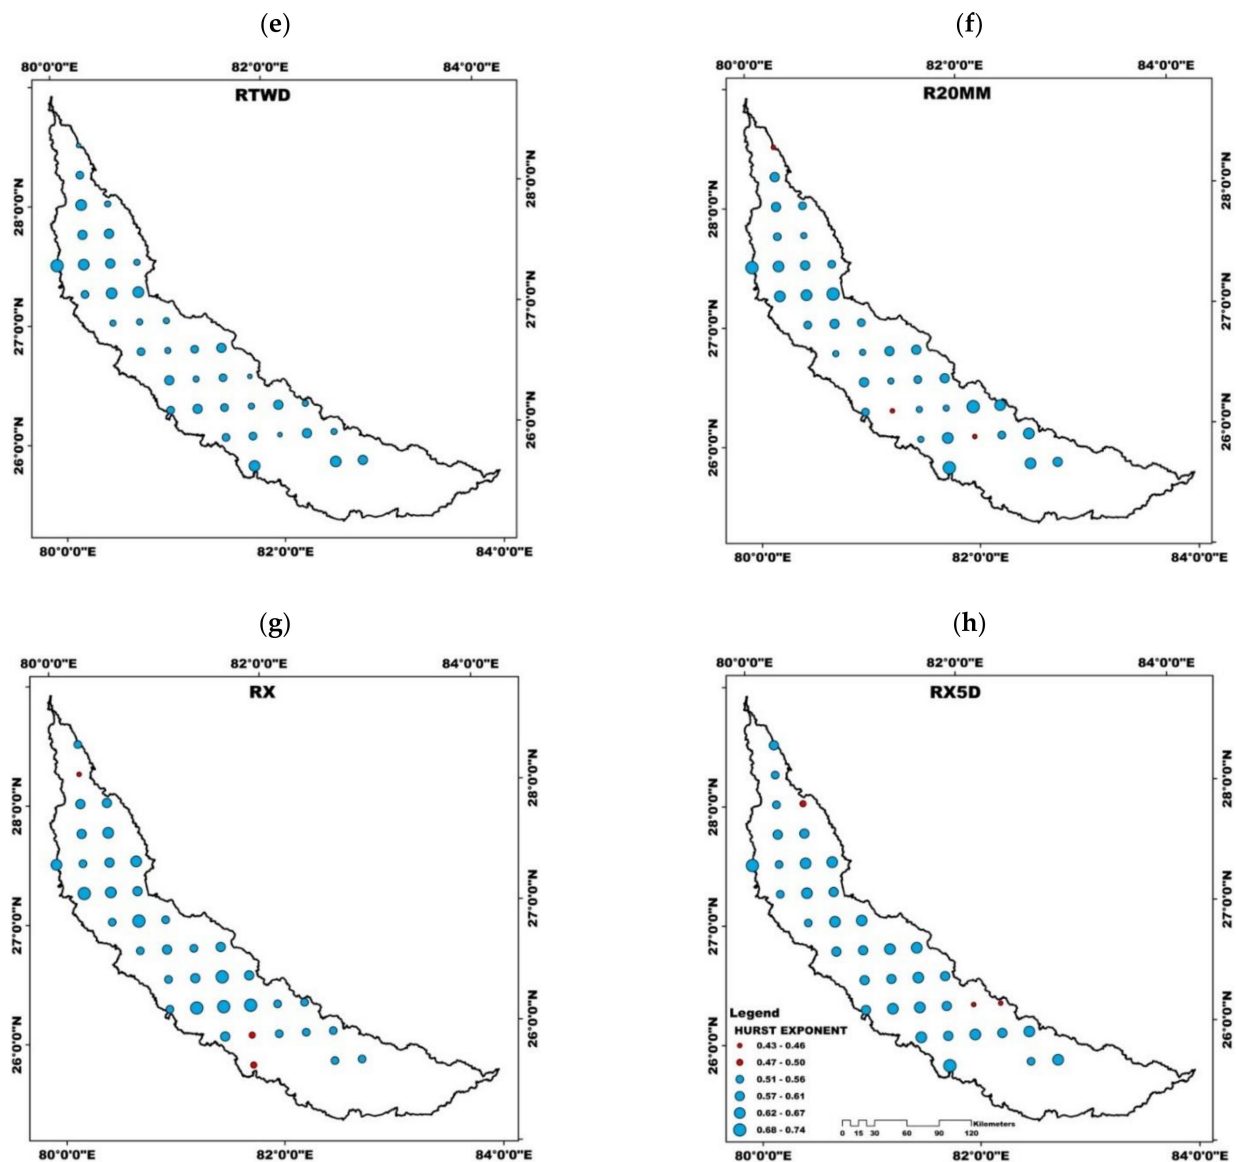 (e)
80°0'0"E 82°0'0"E 84°0'0"E
RTWD
28°0'0"N
28°0'0"N
27°0'0"N
27°0'0"N
26°0'0"N
26°0'0"N
80°0'0"E 82°0'0"E 84°0'0"E
(f)
80°0'0"E 82°0'0"E 84°0'0"E
R20MM
28°0'0"N
28°0'0"N
27°0'0"N
27°0'0"N
26°0'0"N
26°0'0"N
80°0'0"E 82°0'0"E 84°0'0"E
(g)
80°0'0"E 82°0'0"E 84°0'0"E
RX
28°0'0"N
28°0'0"N
27°0'0"N
27°0'0"N
26°0'0"N
26°0'0"N
80°0'0"E 82°0'0"E 84°0'0"E
(h)
80°0'0"E 82°0'0"E 84°0'0"E
RX5D
28°0'0"N
28°0'0"N
27°0'0"N
27°0'0"N
26°0'0"N
26°0'0"N
Legend
HURST EXPONENT
0.43 - 0.46
0.47 - 0.50
0.51 - 0.56
0.57 - 0.61
0.62 - 0.67
0.68 - 0.74
Kilometers
0 15 30 60 90 120
80°0'0"E 82°0'0"E 84°0'0"E